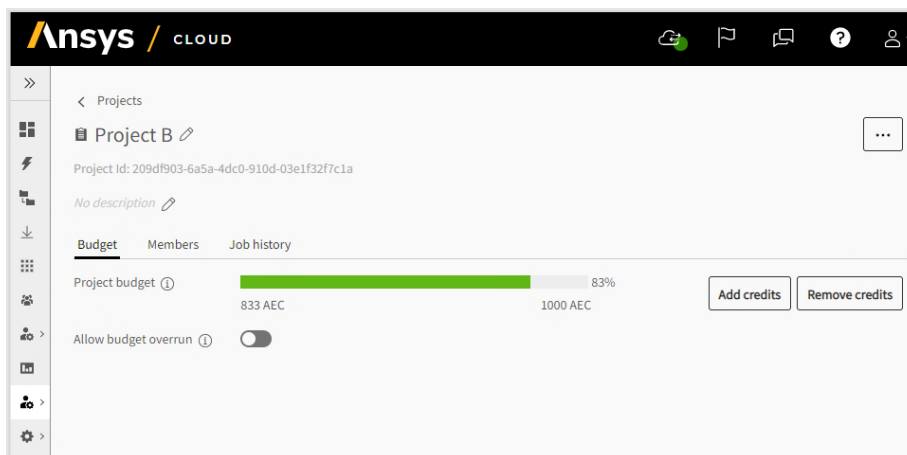 Ansys / CLOUD
Projects
Project B
Project Id: 209df903-6a5a-4dc0-910d-03e1f32f7c1a
No description
Budget Members Job history
Project budget 83% Add credits Remove credits
833 AEC 1000 AEC
Allow budget overrun